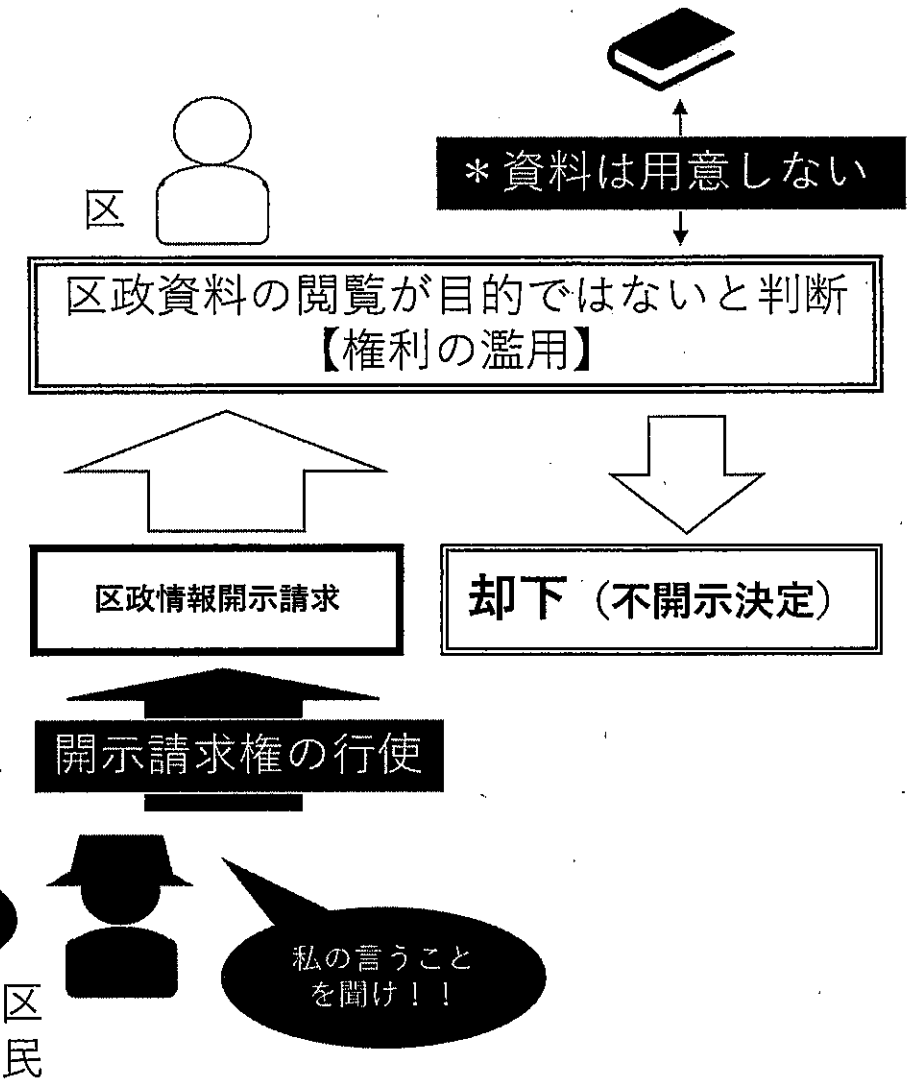 *資料は用意しない
区
区政資料の閲覧が目的ではないと判断
【権利の濫用】
区政情報開示請求
却下(不開示決定)
開示請求権の行使
私の言うこと
を聞け!!
区
民